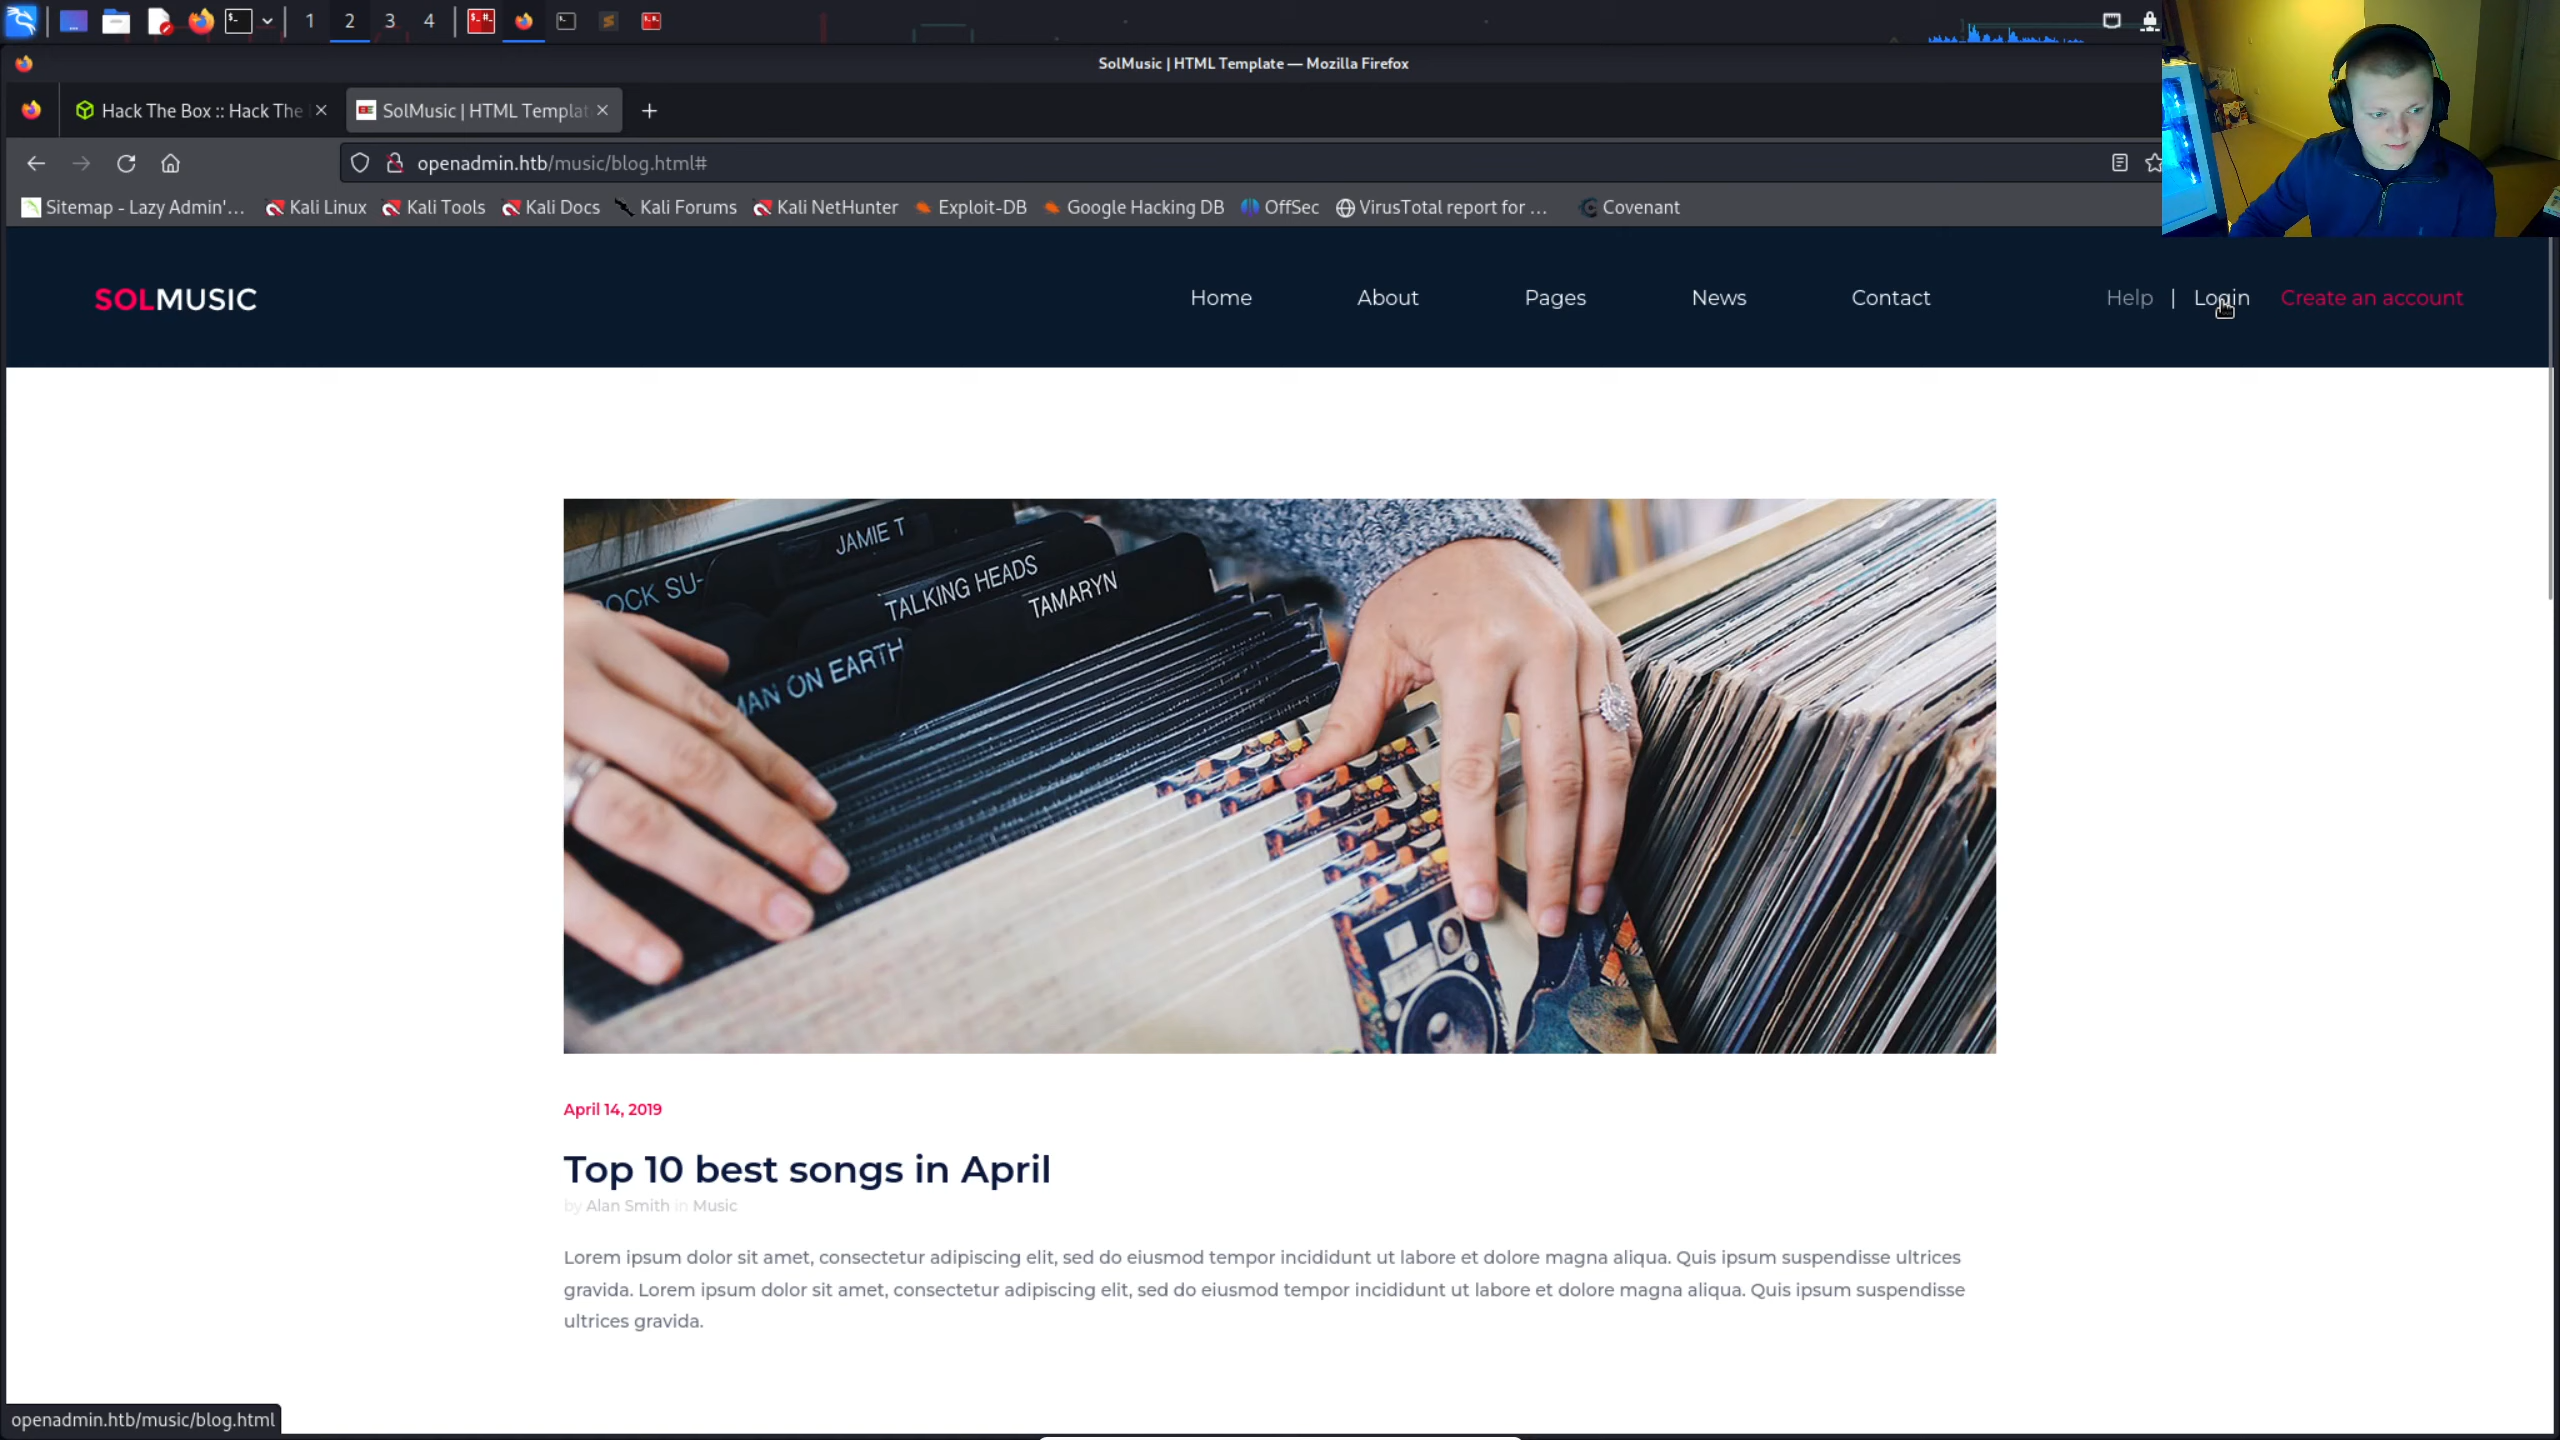 1 2 3 4
SolMusic | HTML Template — Mozilla Firefox
Hack The Box :: Hack The
SolMusic | HTML Templat
openadmin.htb/music/blog.html#
Sitemap - Lazy Admin'... Kali Linux Kali Tools Kali Docs Kali Forums Kali NetHunter Exploit-DB Google Hacking DB OffSec VirusTotal report for ... Covenant
SOLMUSIC Home About Pages News Contact Help | Login Create an account
JAMIE T
ROCK SU-
TALKING HEADS
TAMARYN
MAN ON EARTH
April 14, 2019
Top 10 best songs in April
by Alan Smith in Music
Lorem ipsum dolor sit amet, consectetur adipiscing elit, sed do eiusmod tempor incididunt ut labore et dolore magna aliqua. Quis ipsum suspendisse ultrices
gravida. Lorem ipsum dolor sit amet, consectetur adipiscing elit, sed do eiusmod tempor incididunt ut labore et dolore magna aliqua. Quis ipsum suspendisse
ultrices gravida.
openadmin.htb/music/blog.html